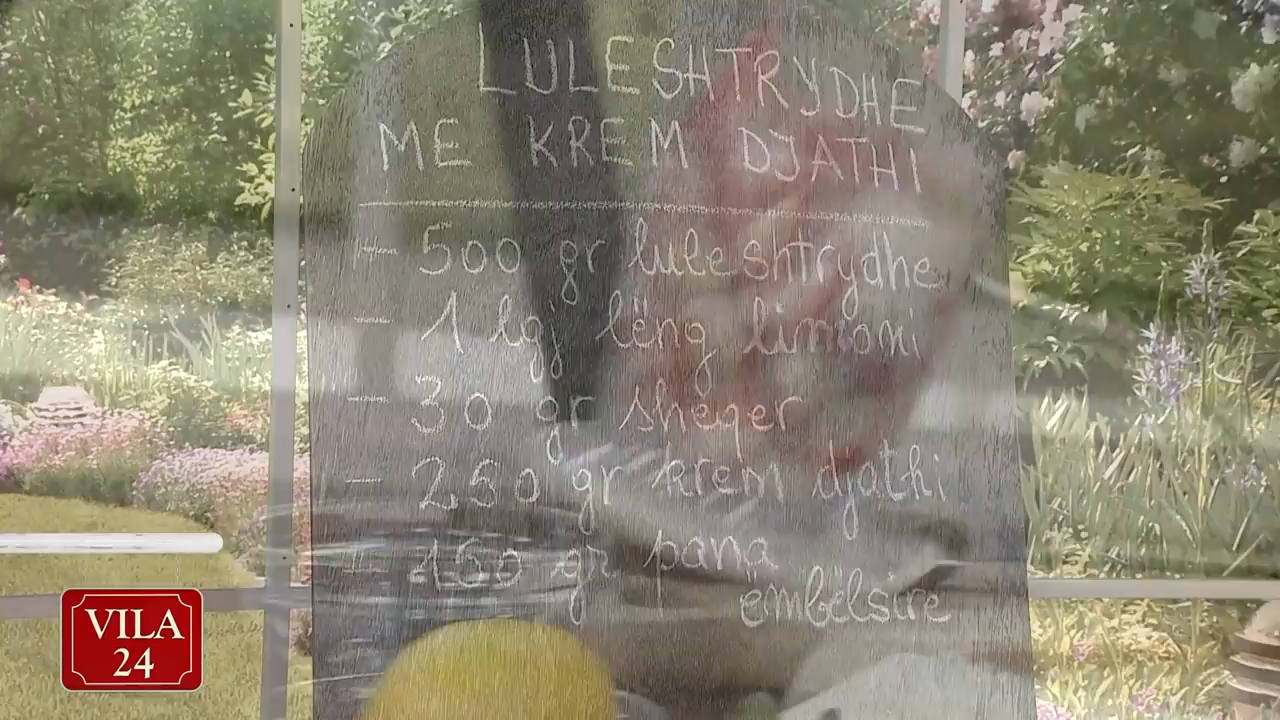 LULESHTRYDHE
ME KREM DJATHI
- 500 gr luleshtrydhe
- 1 lgj lëng limoni
- 30 gr sheqer
- 250 gr krem djathi
- 150 gr pana
ëmbëlsire
VILA
24